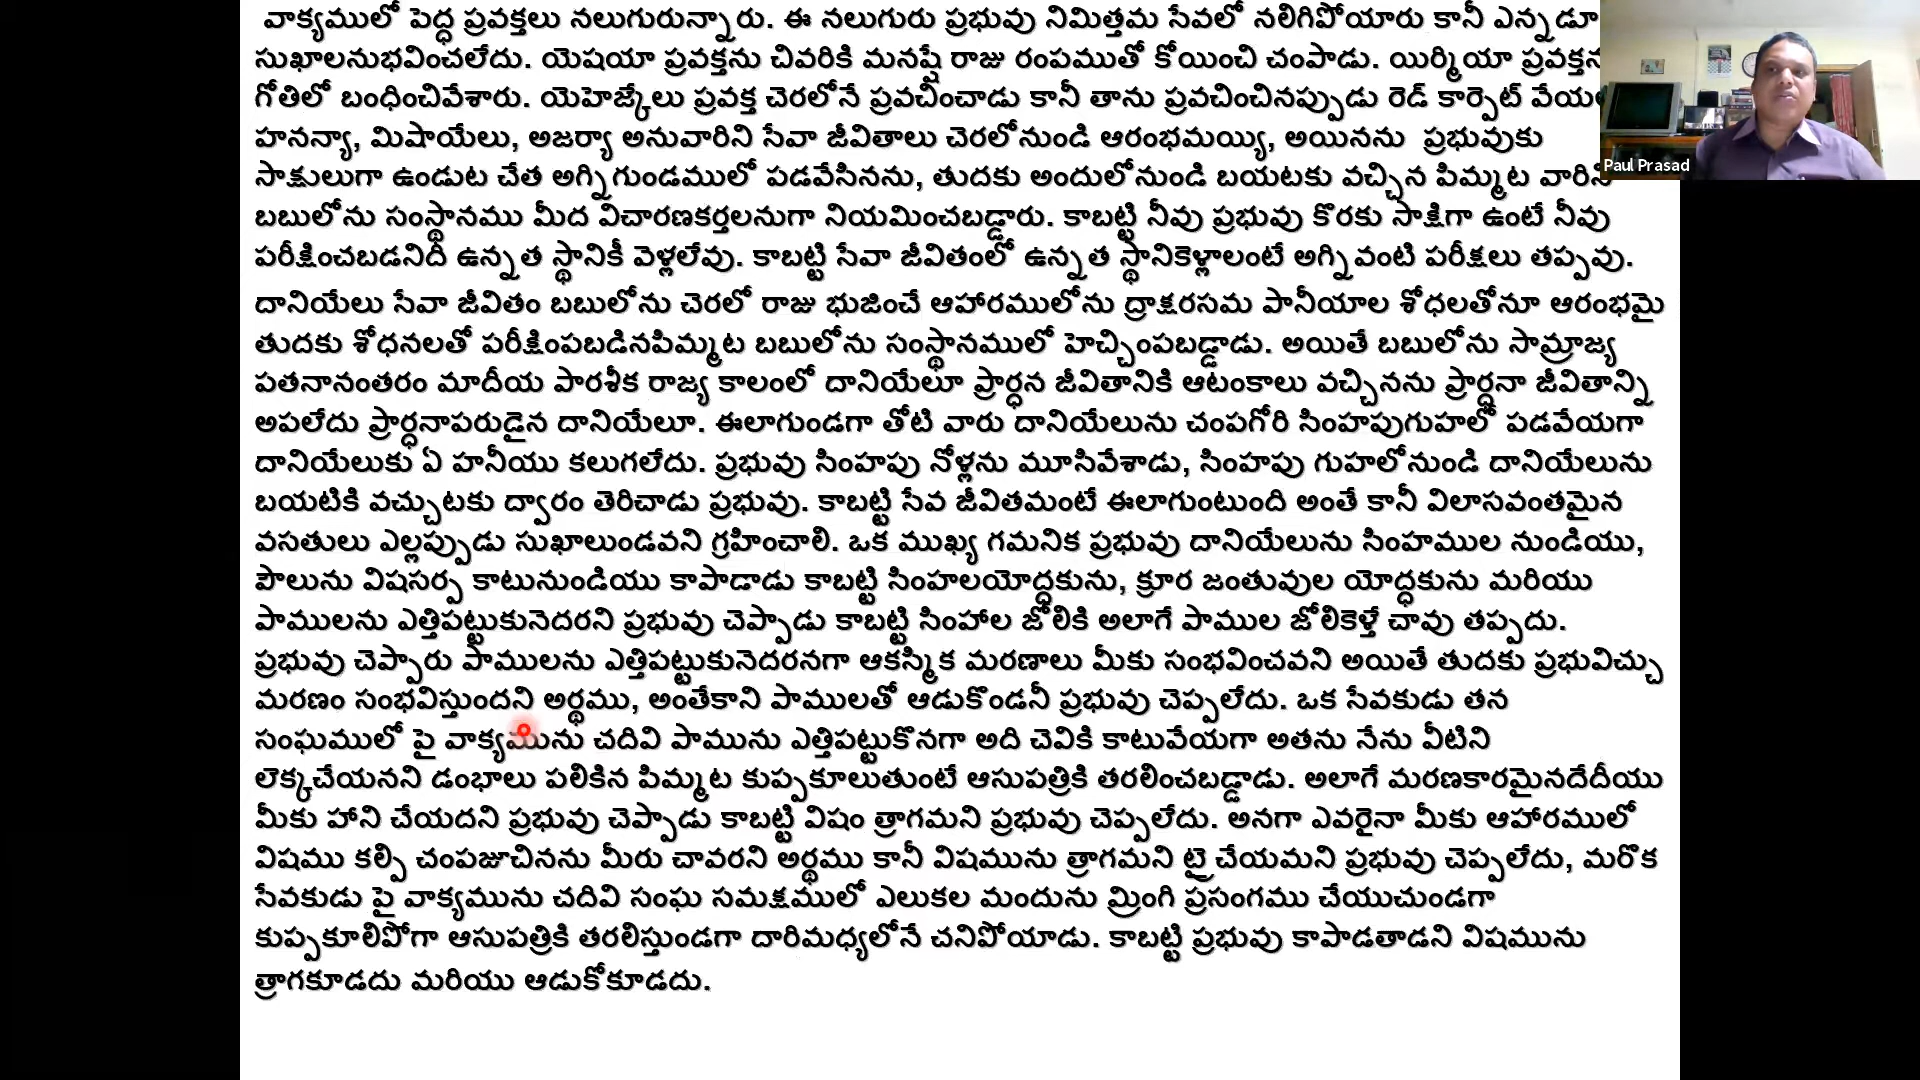 వాక్యములో పెద్ధ ప్రవక్తలు నలుగురున్నారు. ఈ నలుగురు ప్రభువు నిమిత్తమ సేవలో నలిగిపోయారు కానీ ఎన్నడూ
సుఖాలనుభవించలేదు. యెషయా ప్రవక్తను చివరికి మనష్షే రాజు రంపముతో కోయించి చంపాడు. యిర్మియా
గోతిలో బంధించివేశారు. యెహెజ్కేలు ప్రవక్త చెరలోనే ప్రవచించాడు కానీ తాను ప్రవచించినప్పుడు రెడ్ కార్పెట్
హనన్యా, మిషాయేలు, అజర్యా అనువారిని సేవా జీవితాలు చెరలోనుండి ఆరంభమయ్యి, అయినను ప్రభువుకు
సాక్షులుగా ఉండుట చేత అగ్నిగుండములో పడవేసినను, తుదకు అందులోనుండి బయటకు వచ్చిన పిమ్మట
బబులోను సంస్థానము మీద విచారణకర్తలనుగా నియమించబడ్డారు. కాబట్టి నీవు ప్రభువు కొరకు సాక్షిగా ఉంటే నీవు
పరీక్షించబడనిదీ ఉన్నత స్థానికీ వెళ్లలేవు. కాబట్టి సేవా జీవితంలో ఉన్నత స్థానికెళ్లాలంటే అగ్నివంటి పరీక్షలు తప్పవు.
దానియేలు సేవా జీవితం బబులోను చెరలో రాజు భుజించే ఆహారములోను ద్రాక్షరసమ పానీయాల శోధలతోనూ ఆరంభమై
తుదకు శోధనలతో పరీక్షింపబడినపిమ్మట బబులోను సంస్థానములో హెచ్చింపబడ్డాడు. అయితే బబులోను సామ్రాజ్య
పతనానంతరం మాదీయ పారశీక రాజ్య కాలంలో దానియేలూ ప్రార్ధన జీవితానికి ఆటంకాలు వచ్చినను ప్రార్ధనా జీవితాన్ని
అపలేదు ప్రార్ధనాపరుడైన దానియేలూ. ఈలాగుండగా తోటి వారు దానియేలును చంపగోరి సింహపుగుహలో పడవేయగా
దానియేలుకు ఏ హనీయు కలుగలేదు. ప్రభువు సింహపు నోళ్లను మూసివేశాడు, సింహపు గుహలోనుండి దానియేలును
బయటికి వచ్చుటకు ద్వారం తెరిచాడు ప్రభువు. కాబట్టి సేవ జీవితమంటే ఈలాగుంటుంది అంతే కానీ విలాసవంతమైన
వసతులు ఎల్లప్పుడు సుఖాలుండవని గ్రహించాలి. ఒక ముఖ్య గమనిక ప్రభువు దానియేలును సింహముల నుండియు,
పౌలును విషసర్ప కాటునుండియు కాపాడాడు కాబట్టి సింహలయోద్ధకును, క్రూర జంతువుల యోద్ధకును మరియు
పాములను ఎత్తిపట్టుకునెదరని ప్రభువు చెప్పాడు కాబట్టి సింహాల జోలికి అలాగే పాముల జోలికెళ్తే చావు తప్పదు.
ప్రభువు చెప్పారు పాములను ఎత్తిపట్టుకునెదరనగా ఆకస్మిక మరణాలు మీకు సంభవించవని అయితే తుదకు ప్రభువిచ్చు
మరణం సంభవిస్తుందని అర్థము, అంతేకాని పాములతో ఆడుకొండనీ ప్రభువు చెప్పలేదు. ఒక సేవకుడు తన
సంఘములో పై వాక్యమును చదివి పామును ఎత్తిపట్టుకొనగా అది చెవికి కాటువేయగా అతను నేను వీటిని
లెక్కచేయనని డంభాలు పలికిన పిమ్మట కుప్పకూలుతుంటే ఆసుపత్రికి తరలించబడ్డాడు. అలాగే మరణకారమైనదేదీయు
మీకు హాని చేయదని ప్రభువు చెప్పాడు కాబట్టి విషం త్రాగమని ప్రభువు చెప్పలేదు. అనగా ఎవరైనా మీకు ఆహారములో
విషము కల్పి చంపజూచినను మీరు చావరని అర్థము కానీ విషమును త్రాగమని ట్రై చేయమని ప్రభువు చెప్పలేదు, మరొక
సేవకుడు పై వాక్యమును చదివి సంఘ సమక్షములో ఎలుకల మందును మ్రింగి ప్రసంగము చేయుచుండగా
కుప్పకూలిపోగా ఆసుపత్రికి తరలిస్తుండగా దారిమధ్యలోనే చనిపోయాడు. కాబట్టి ప్రభువు కాపాడతాడని విషమును
త్రాగకూడదు మరియు ఆడుకోకూడదు.
Paul Prasad